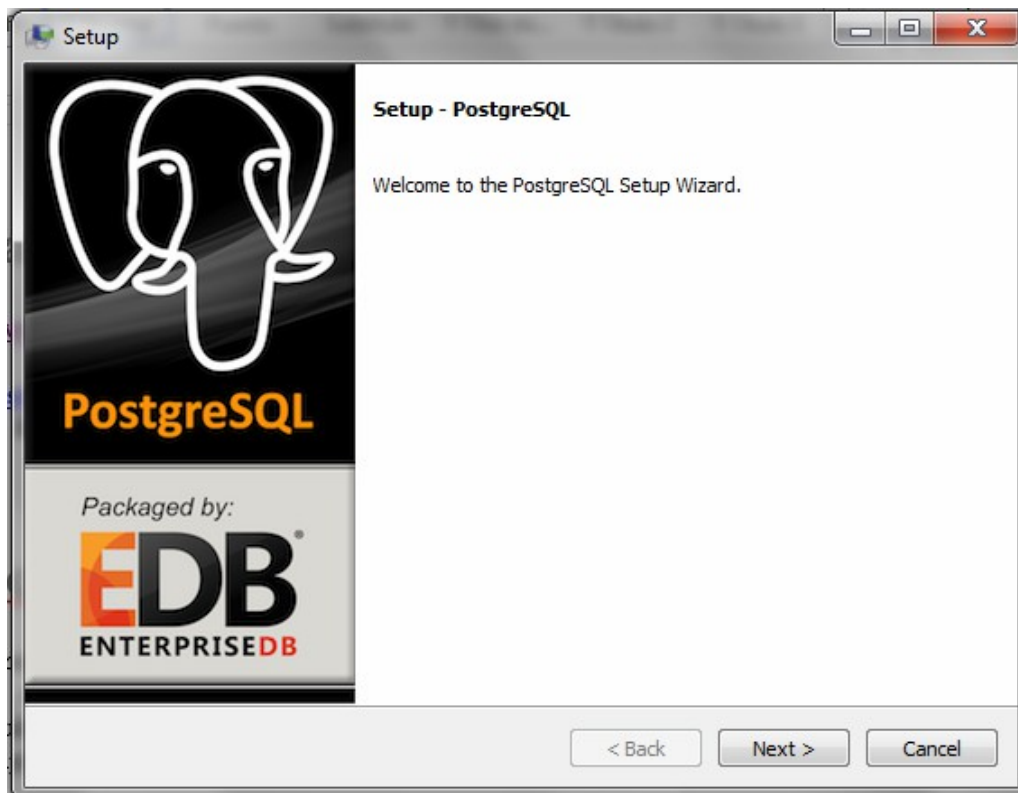 Setup
Setup - PostgreSQL
Welcome to the PostgreSQL Setup Wizard.
PostgreSQL
Packaged by:
EDB®
ENTERPRISEDB
< Back
Next >
Cancel